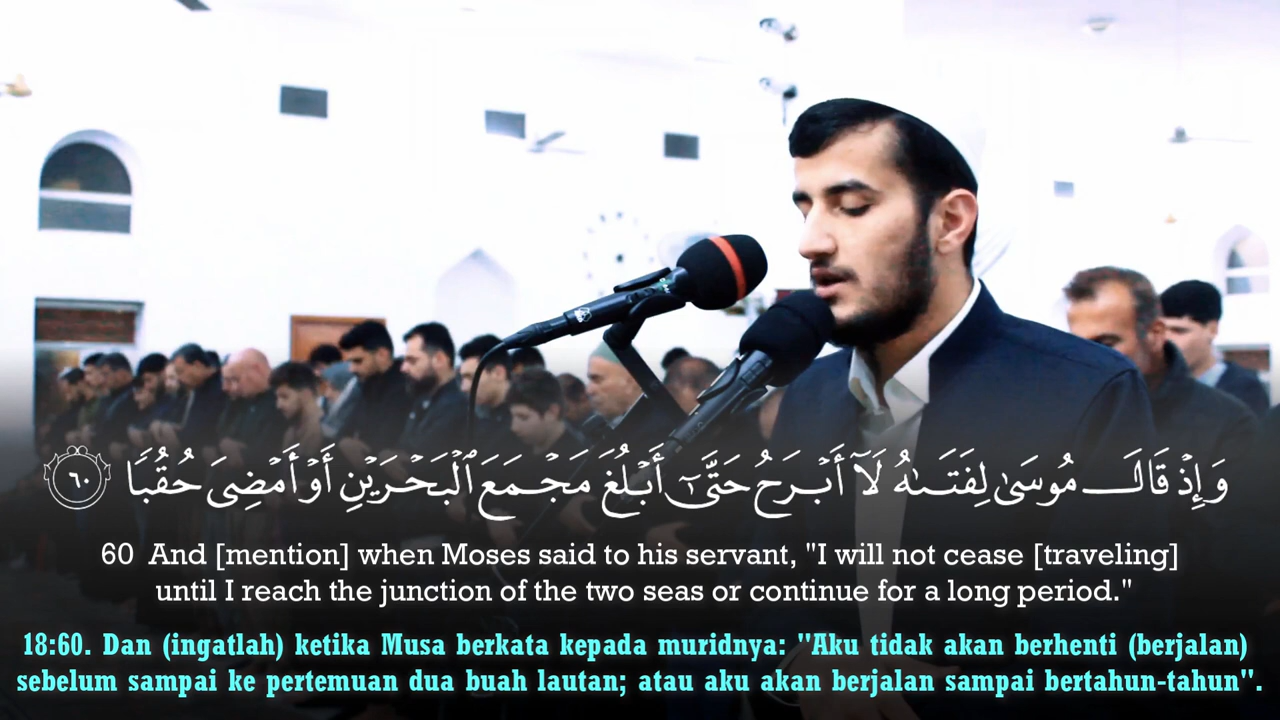 وَإِذْ قَالَ مُوسَىٰ لِفَتَىٰهُ لَآ أَبْرَحُ حَتَّىٰٓ أَبْلُغَ مَجْمَعَ ٱلْبَحْرَيْنِ أَوْ أَمْضِىَ حُقُبًا ٦٠
60 And [mention] when Moses said to his servant, "I will not cease [traveling]
until I reach the junction of the two seas or continue for a long period."
18:60. Dan (ingatlah) ketika Musa berkata kepada muridnya: "Aku tidak akan berhenti (berjalan)
sebelum sampai ke pertemuan dua buah lautan; atau aku akan berjalan sampai bertahun-tahun".